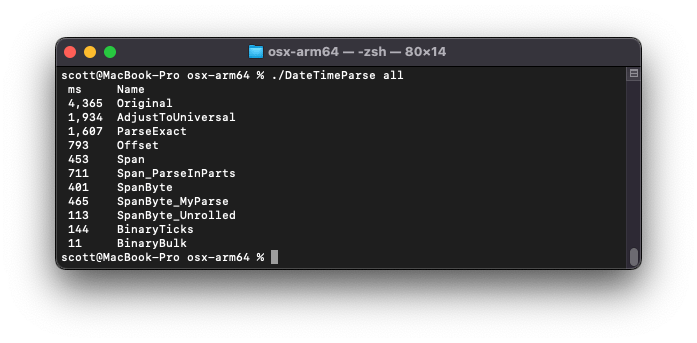 osx-arm64 — -zsh — 80×14
scott@MacBook-Pro osx-arm64 % ./DateTimeParse all
ms Name
4,365 Original
1,934 AdjustToUniversal
1,607 ParseExact
793 Offset
453 Span
711 Span_ParseInParts
401 SpanByte
465 SpanByte_MyParse
113 SpanByte_Unrolled
144 BinaryTicks
11 BinaryBulk
scott@MacBook-Pro osx-arm64 %